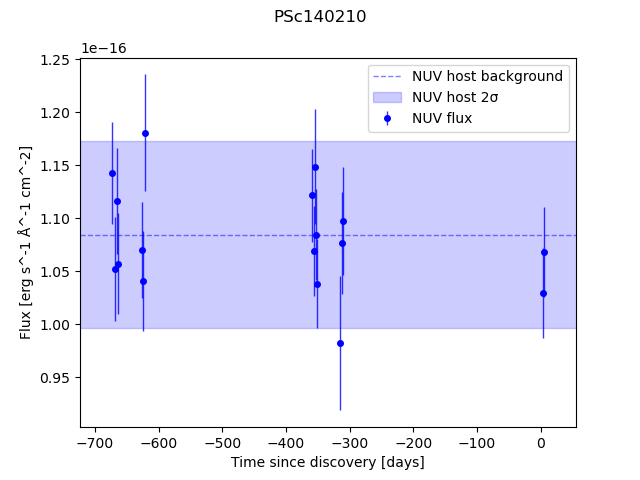 PSc140210
1e−16
NUV host background
NUV host 2σ
NUV flux
1.25
1.20
1.15
1.10
1.05
1.00
0.95
Flux [erg s^-1 Å^-1 cm^-2]
−700 −600 −500 −400 −300 −200 −100 0
Time since discovery [days]